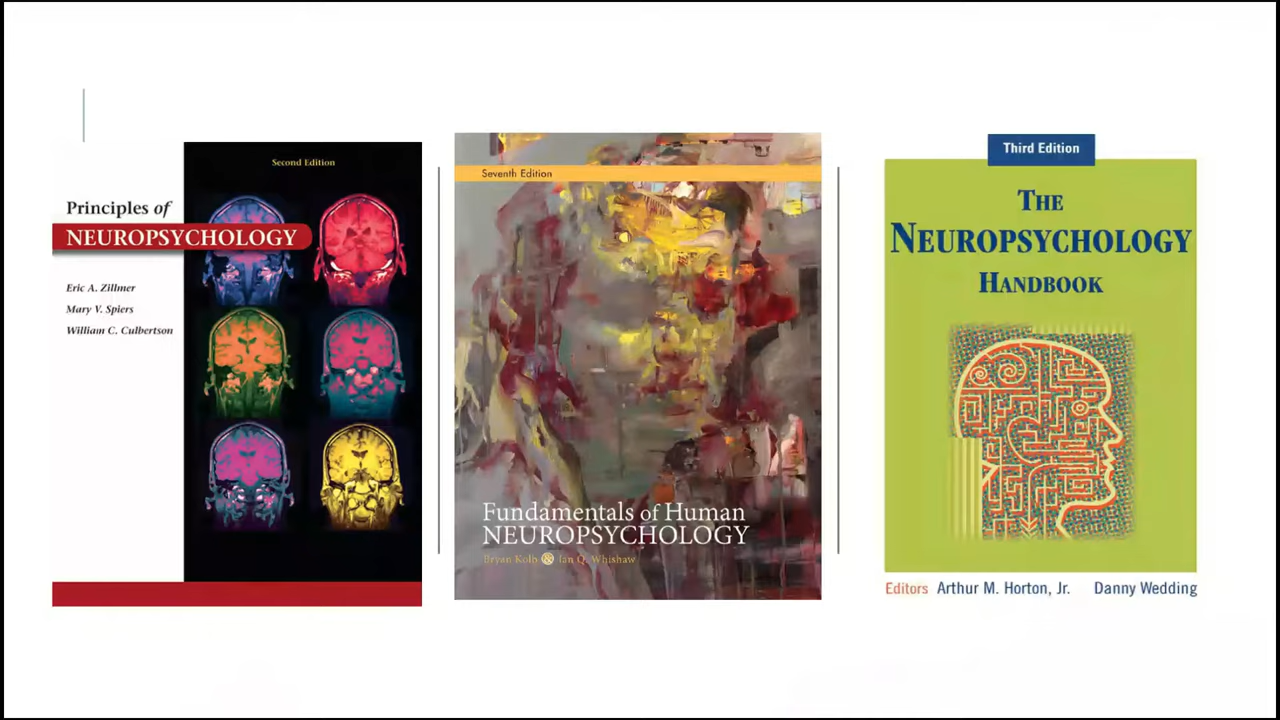 Second Edition
Principles of
NEUROPSYCHOLOGY
Eric A. Zillmer
Mary V. Spiers
William C. Culbertson
Seventh Edition
Fundamentals of Human
NEUROPSYCHOLOGY
Bryan Kolb & Ian Q. Whishaw
Third Edition
THE
NEUROPSYCHOLOGY
HANDBOOK
Editors Arthur M. Horton, Jr. Danny Wedding